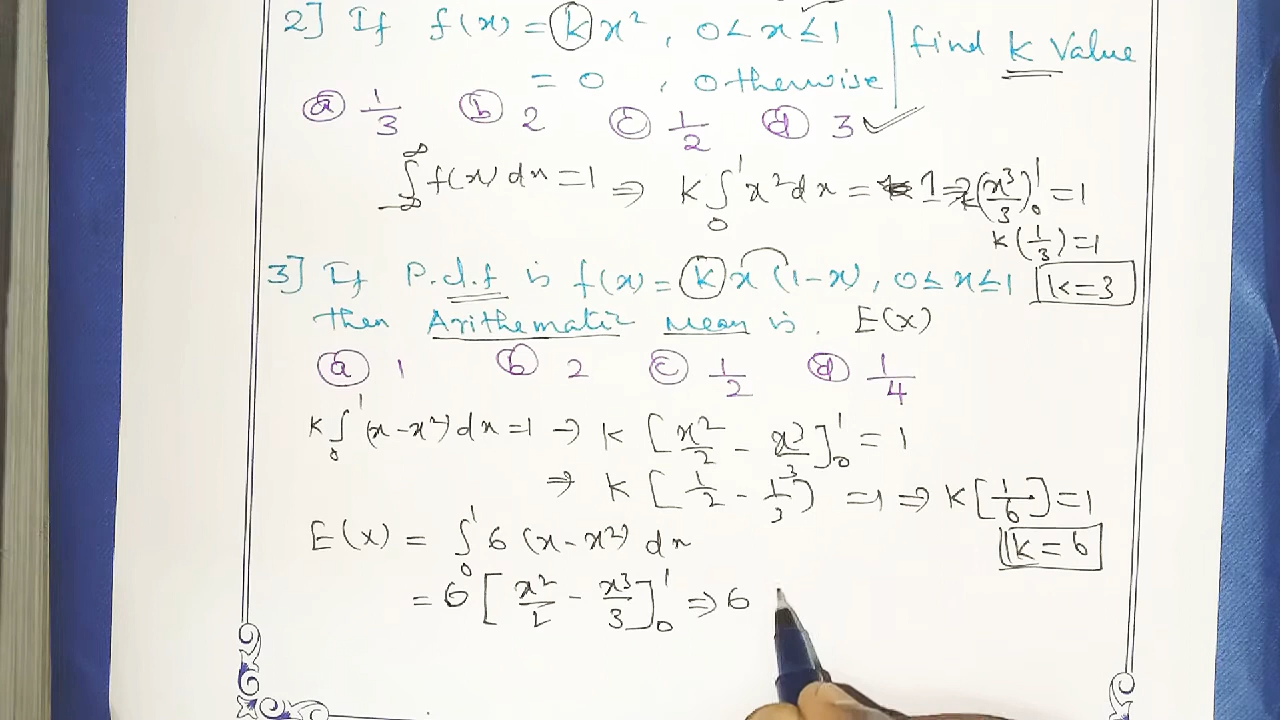 2] If f(x) = k x² , 0 < x ≤ 1 | find k Value
= 0 , otherwise
ⓐ 1/3 ⓑ 2 ⓒ 1/2 ⓓ 3 ✓
∫_{-∞}^{∞} f(x) dx = 1 ⇒ k ∫₀¹ x² dx = 1 ⇒ k (x³/3)₀¹ = 1
k (1/3) = 1
3] If P.d.f is f(x) = k x (1-x), 0 ≤ x ≤ 1 k = 3
then Arithematic Mean is. E(x)
ⓐ 1 ⓑ 2 ⓒ 1/2 ⓓ 1/4
k ∫₀¹ (x-x²) dx = 1 → k [x²/2 - x³/3]₀¹ = 1
⇒ k [1/2 - 1/3) = 1 ⇒ k [1/6] = 1
E(x) = ∫₀¹ 6 (x-x²) dx k = 6
= 6 [x²/2 - x³/3]₀¹ ⇒ 6